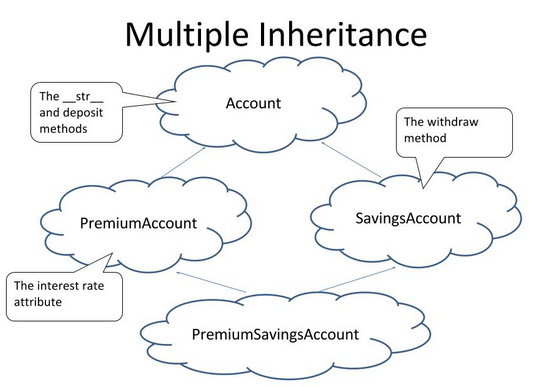 Multiple Inheritance
The __str__
and deposit
methods
Account
The withdraw
method
PremiumAccount
SavingsAccount
The interest rate
attribute
PremiumSavingsAccount